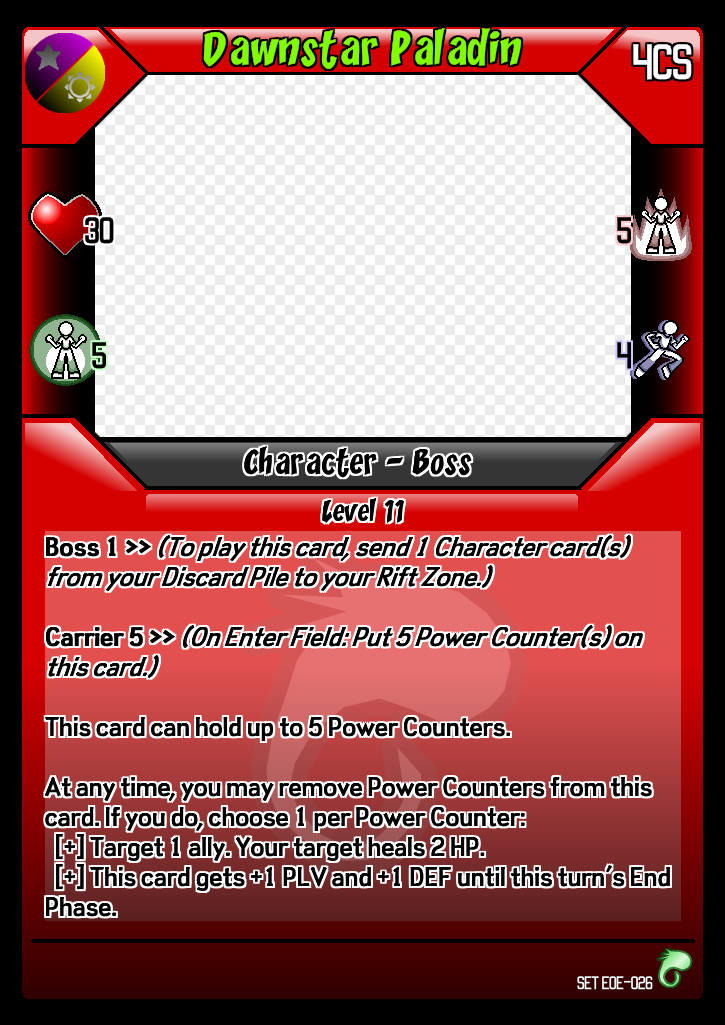 Dawnstar Paladin
4CS
30
5
5
4
Character - Boss
Level 11
Boss 1 >> (To play this card, send 1 Character card(s)
from your Discard Pile to your Rift Zone.)
Carrier 5 >> (On Enter Field: Put 5 Power Counter(s) on
this card.)
This card can hold up to 5 Power Counters.
At any time, you may remove Power Counters from this
card. If you do, choose 1 per Power Counter:
[+] Target 1 ally. Your target heals 2 HP.
[+] This card gets +1 PLV and +1 DEF until this turn's End
Phase.
SET EOE-026